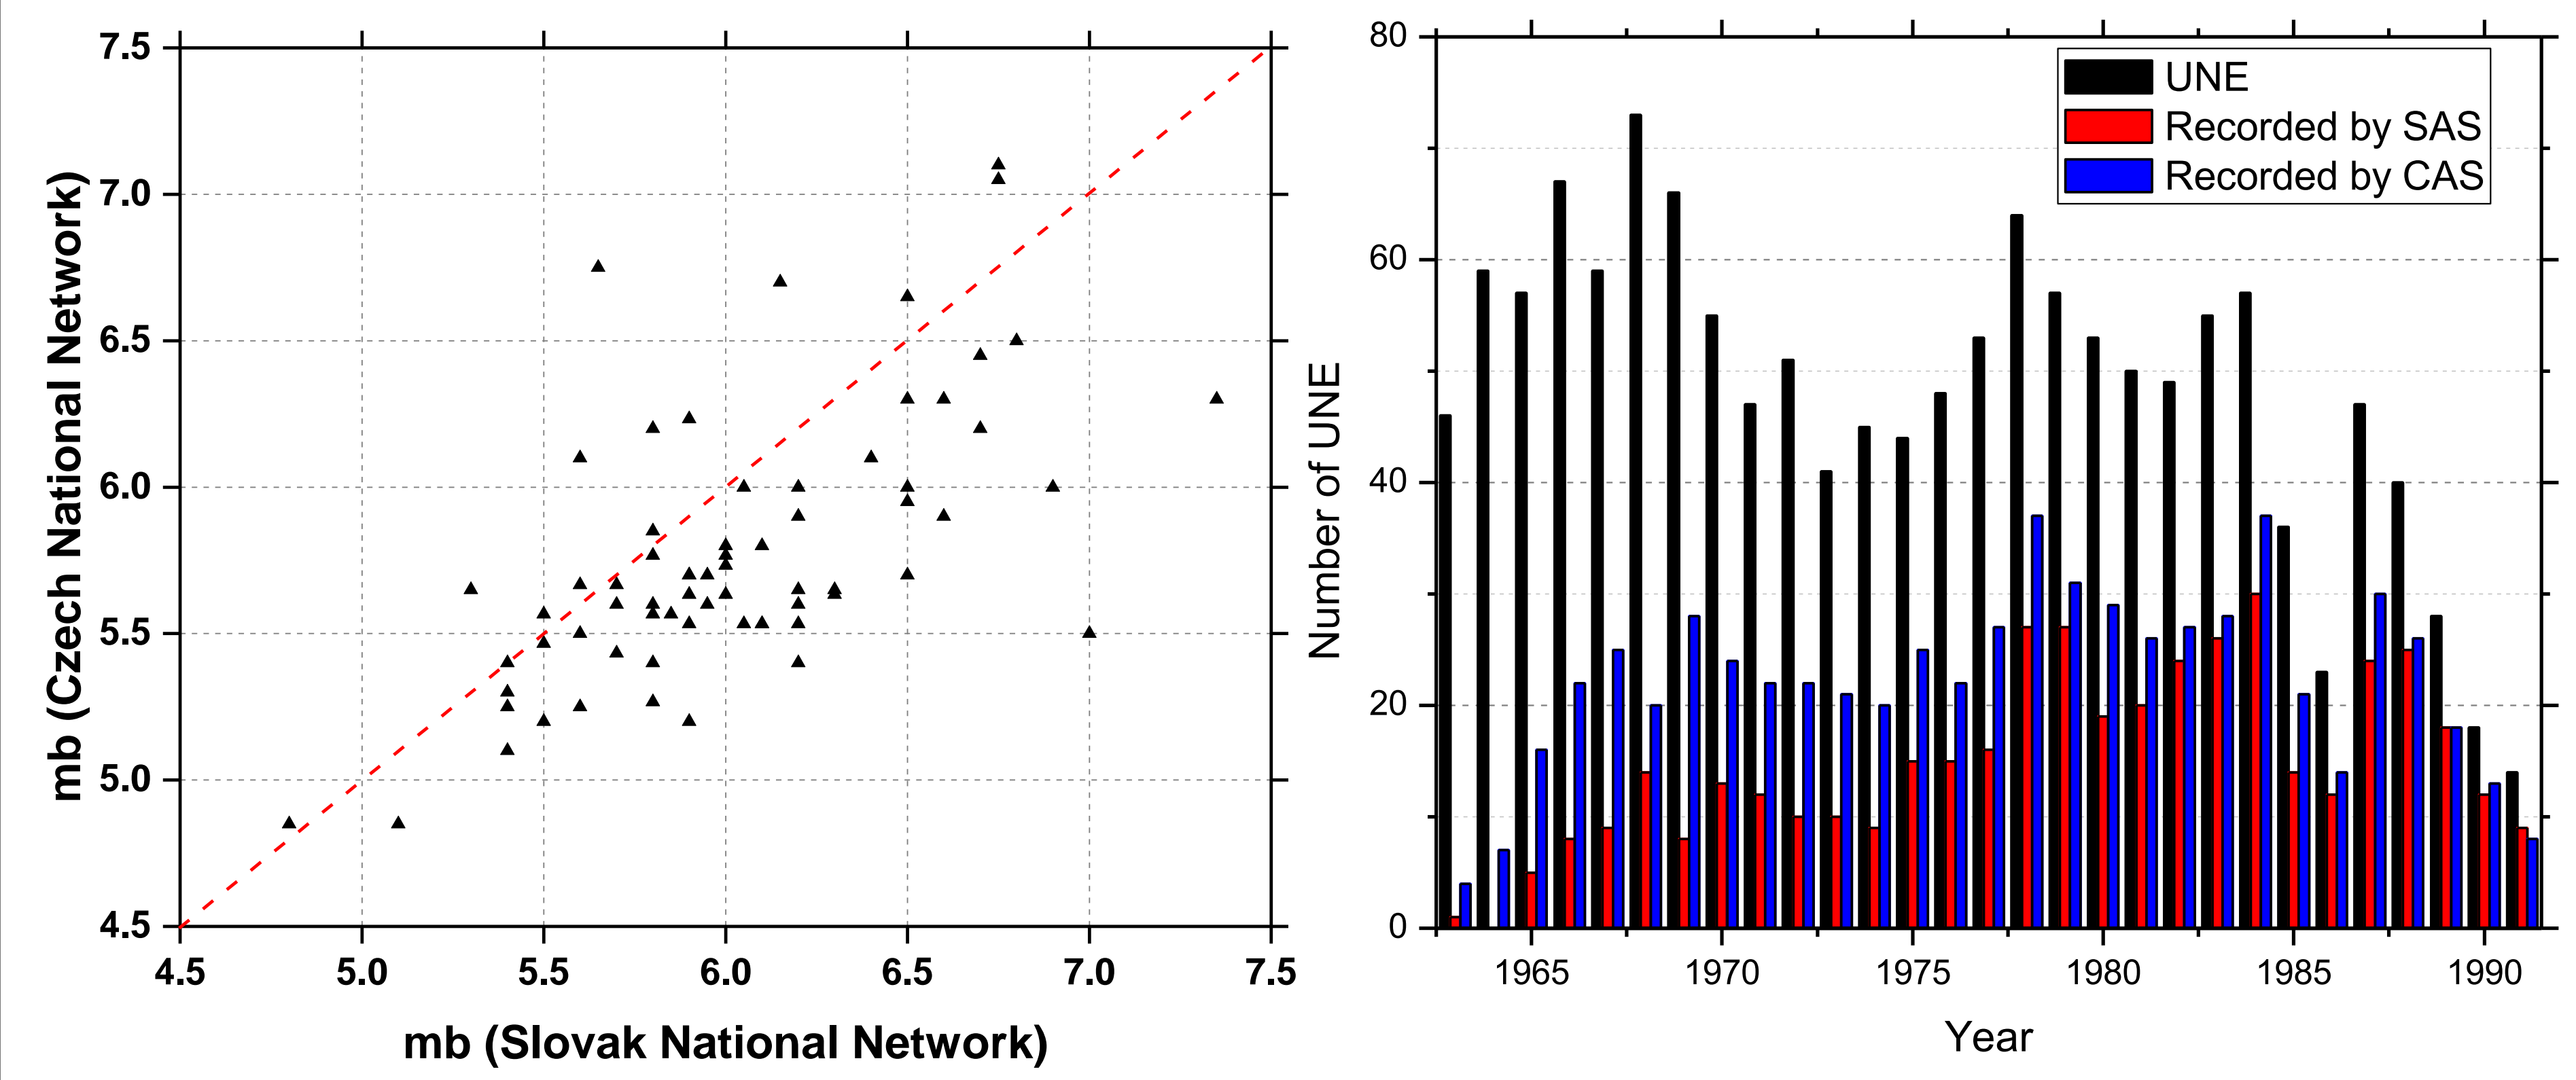 mb (Czech National Network)
7.5
7.0
6.5
6.0
5.5
5.0
4.5
4.5 5.0 5.5 6.0 6.5 7.0 7.5
mb (Slovak National Network)
Number of UNE
80
60
40
20
0
UNE
Recorded by SAS
Recorded by CAS
1965 1970 1975 1980 1985 1990
Year